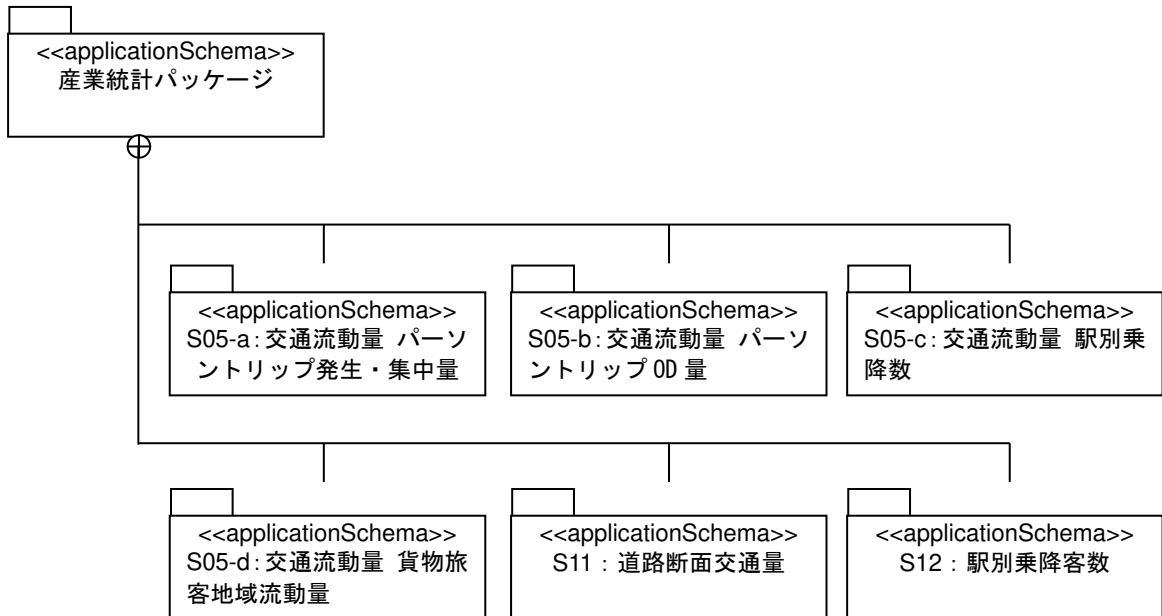 <<applicationSchema>>
産業統計パッケージ
<<applicationSchema>>
S05-a:交通流動量 パーソ
ントリップ発生・集中量
<<applicationSchema>>
S05-b:交通流動量 パーソ
ントリップOD量
<<applicationSchema>>
S05-c:交通流動量 駅別乗
降数
<<applicationSchema>>
S05-d:交通流動量 貨物旅
客地域流動量
<<applicationSchema>>
S11:道路断面交通量
<<applicationSchema>>
S12:駅別乗降客数